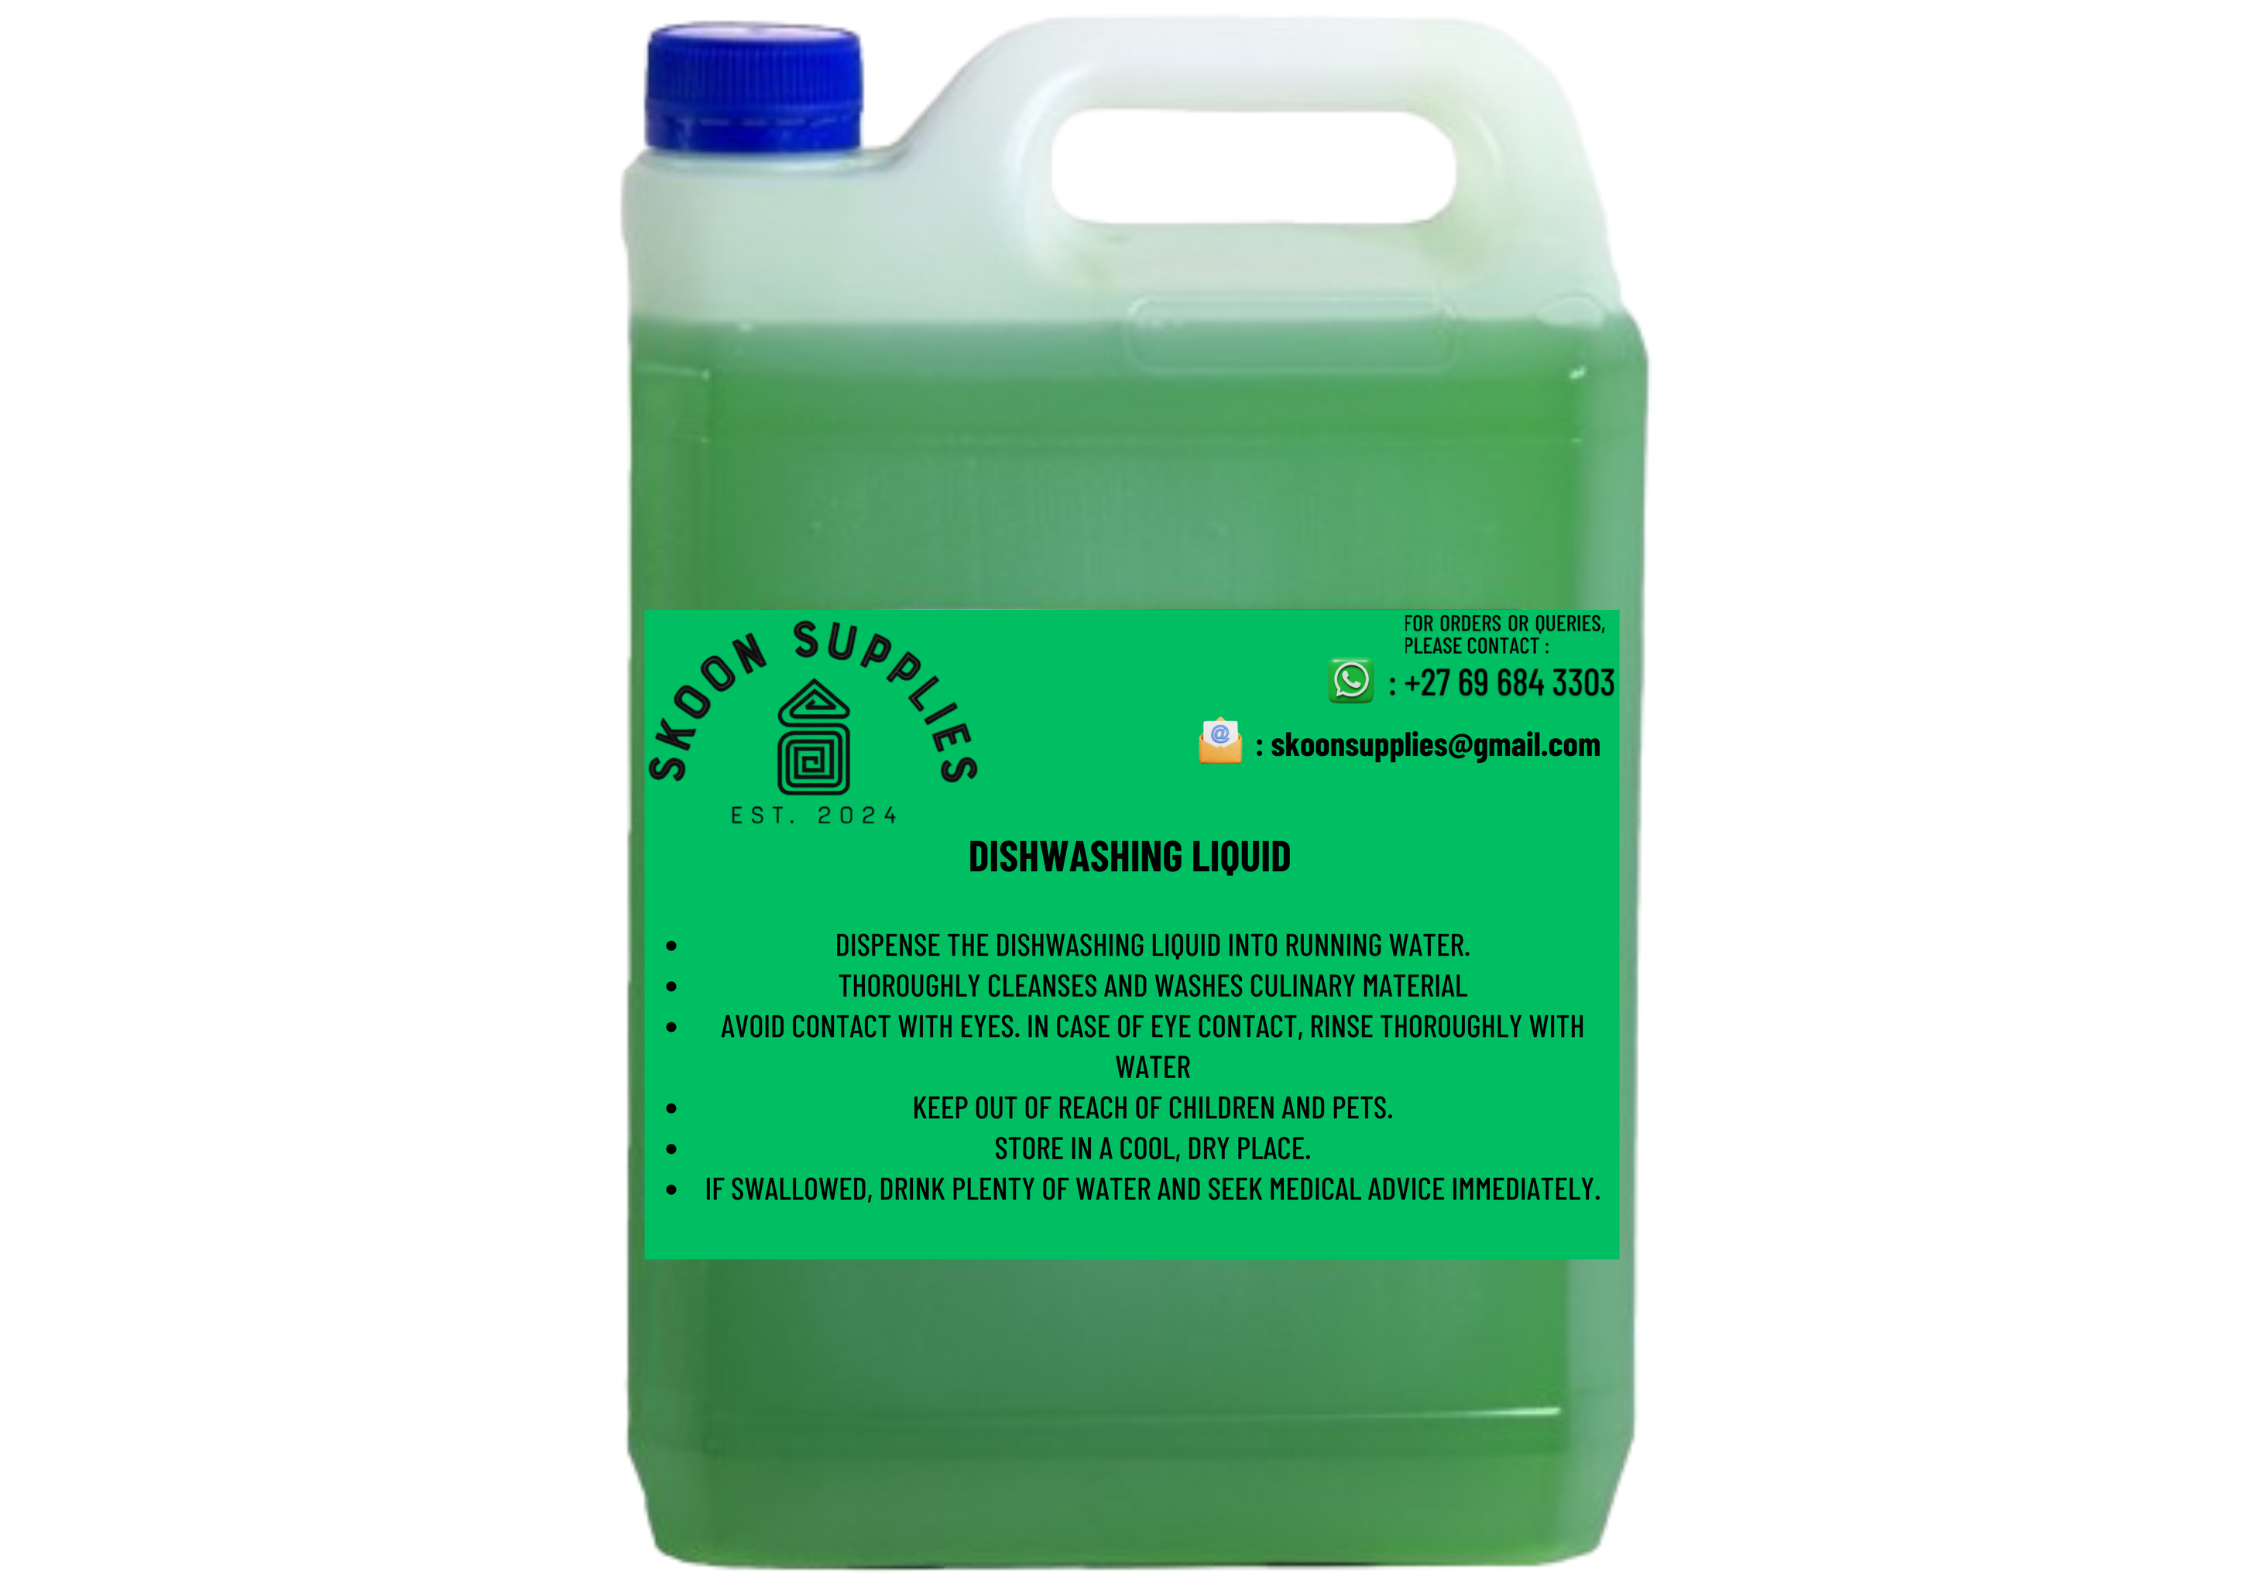 SKOON SUPPLIES
EST. 2024
FOR ORDERS OR QUERIES,
PLEASE CONTACT :
: +27 69 684 3303
@
: skoonsupplies@gmail.com
DISHWASHING LIQUID
• DISPENSE THE DISHWASHING LIQUID INTO RUNNING WATER.
• THOROUGHLY CLEANSES AND WASHES CULINARY MATERIAL
• AVOID CONTACT WITH EYES. IN CASE OF EYE CONTACT, RINSE THOROUGHLY WITH
WATER
• KEEP OUT OF REACH OF CHILDREN AND PETS.
• STORE IN A COOL, DRY PLACE.
• IF SWALLOWED, DRINK PLENTY OF WATER AND SEEK MEDICAL ADVICE IMMEDIATELY.